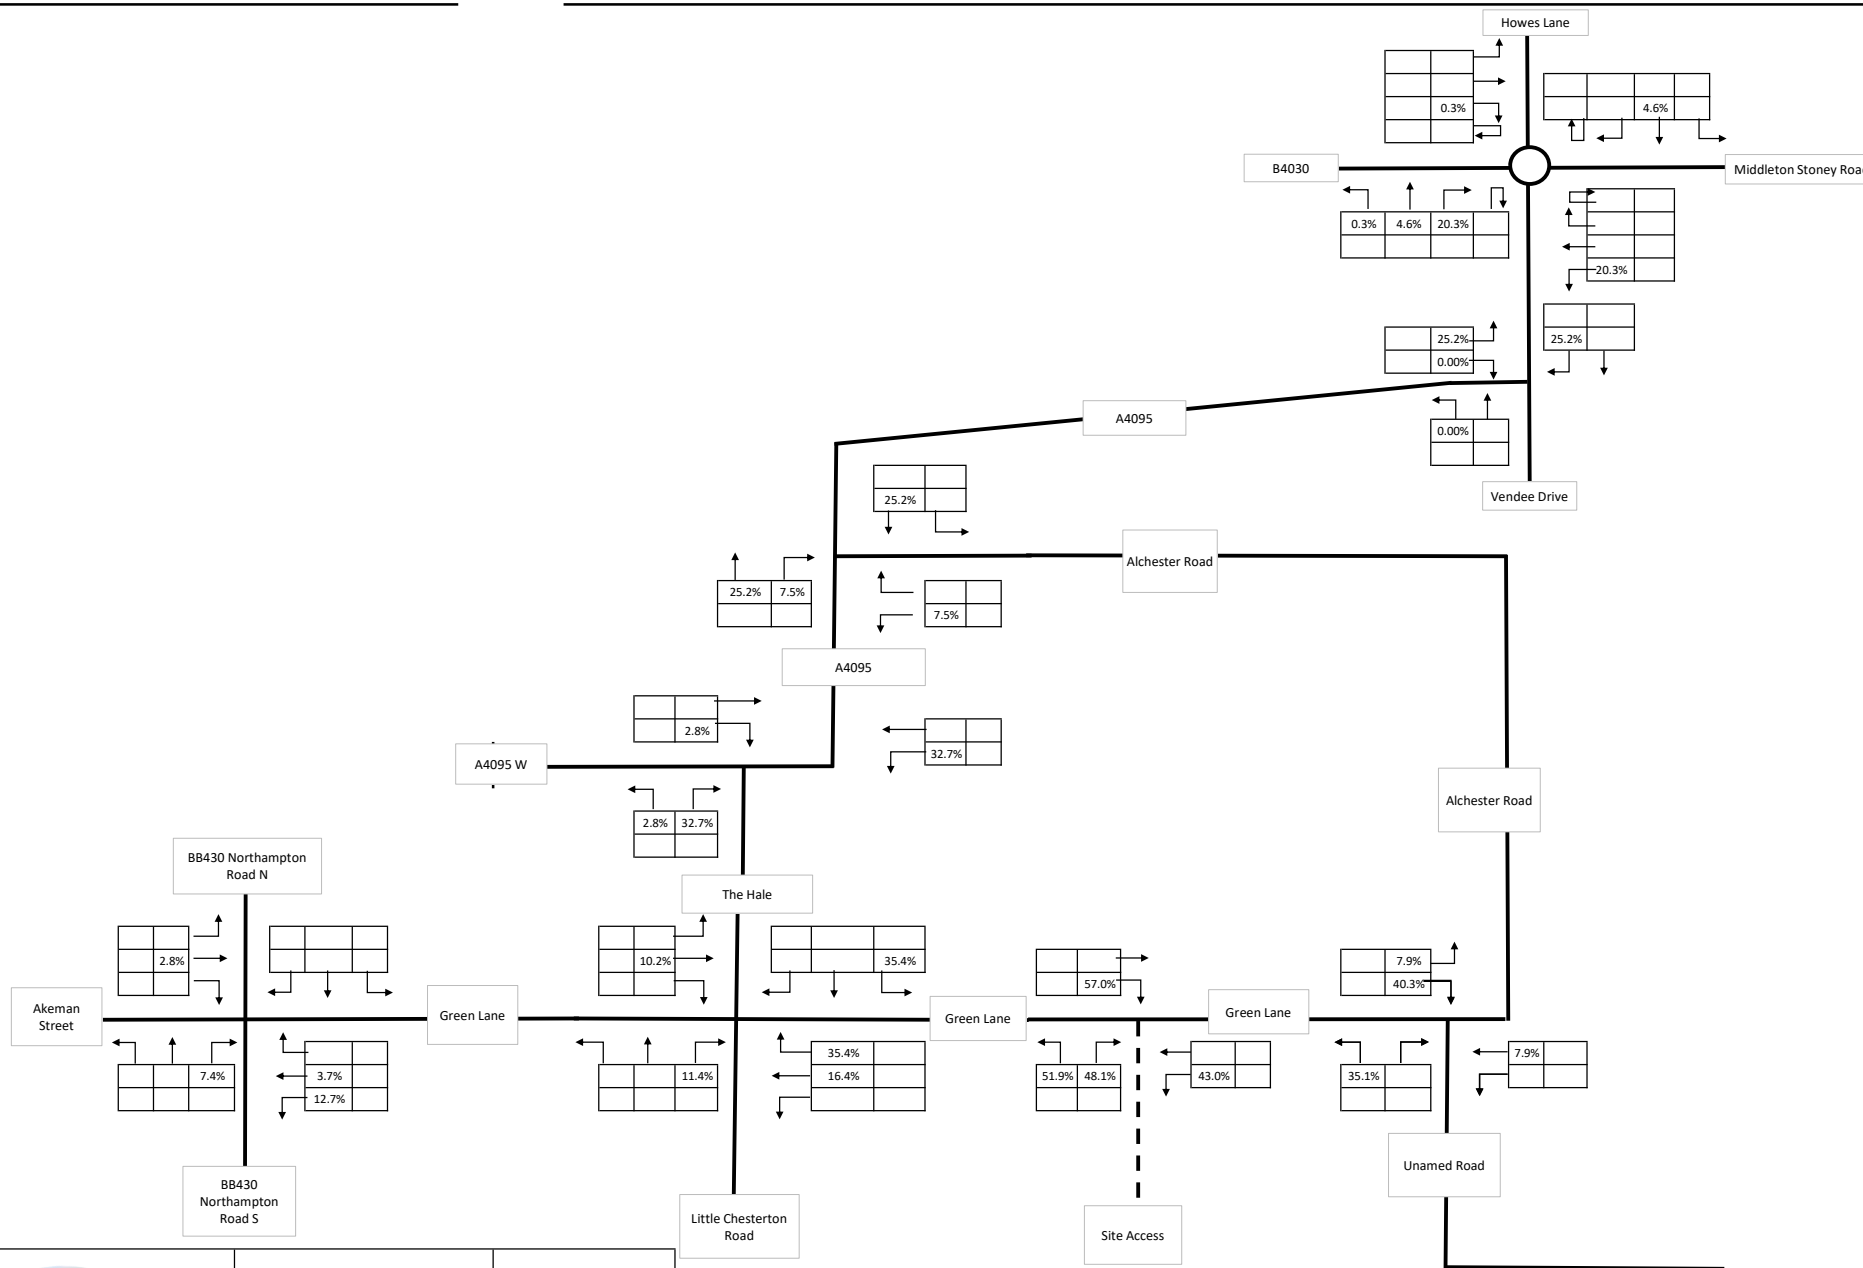 Howes Lane
0.3%
4.6%
B4030
Middleton Stoney Road
0.3% 4.6% 20.3%
20.3%
25.2%
0.00%
25.2%
A4095
0.00%
Vendee Drive
25.2%
Alchester Road
25.2% 7.5%
7.5%
A4095
2.8%
32.7%
A4095 W
2.8% 32.7%
Alchester Road
BB430 Northampton
Road N
The Hale
2.8%
10.2%
35.4%
57.0%
7.9%
40.3%
Akeman
Street
Green Lane
Green Lane
Green Lane
7.4%
3.7%
12.7%
11.4%
35.4%
16.4%
51.9% 48.1%
43.0%
35.1%
7.9%
BB430
Northampton
Road S
Little Chesterton
Road
Site Access
Unamed Road